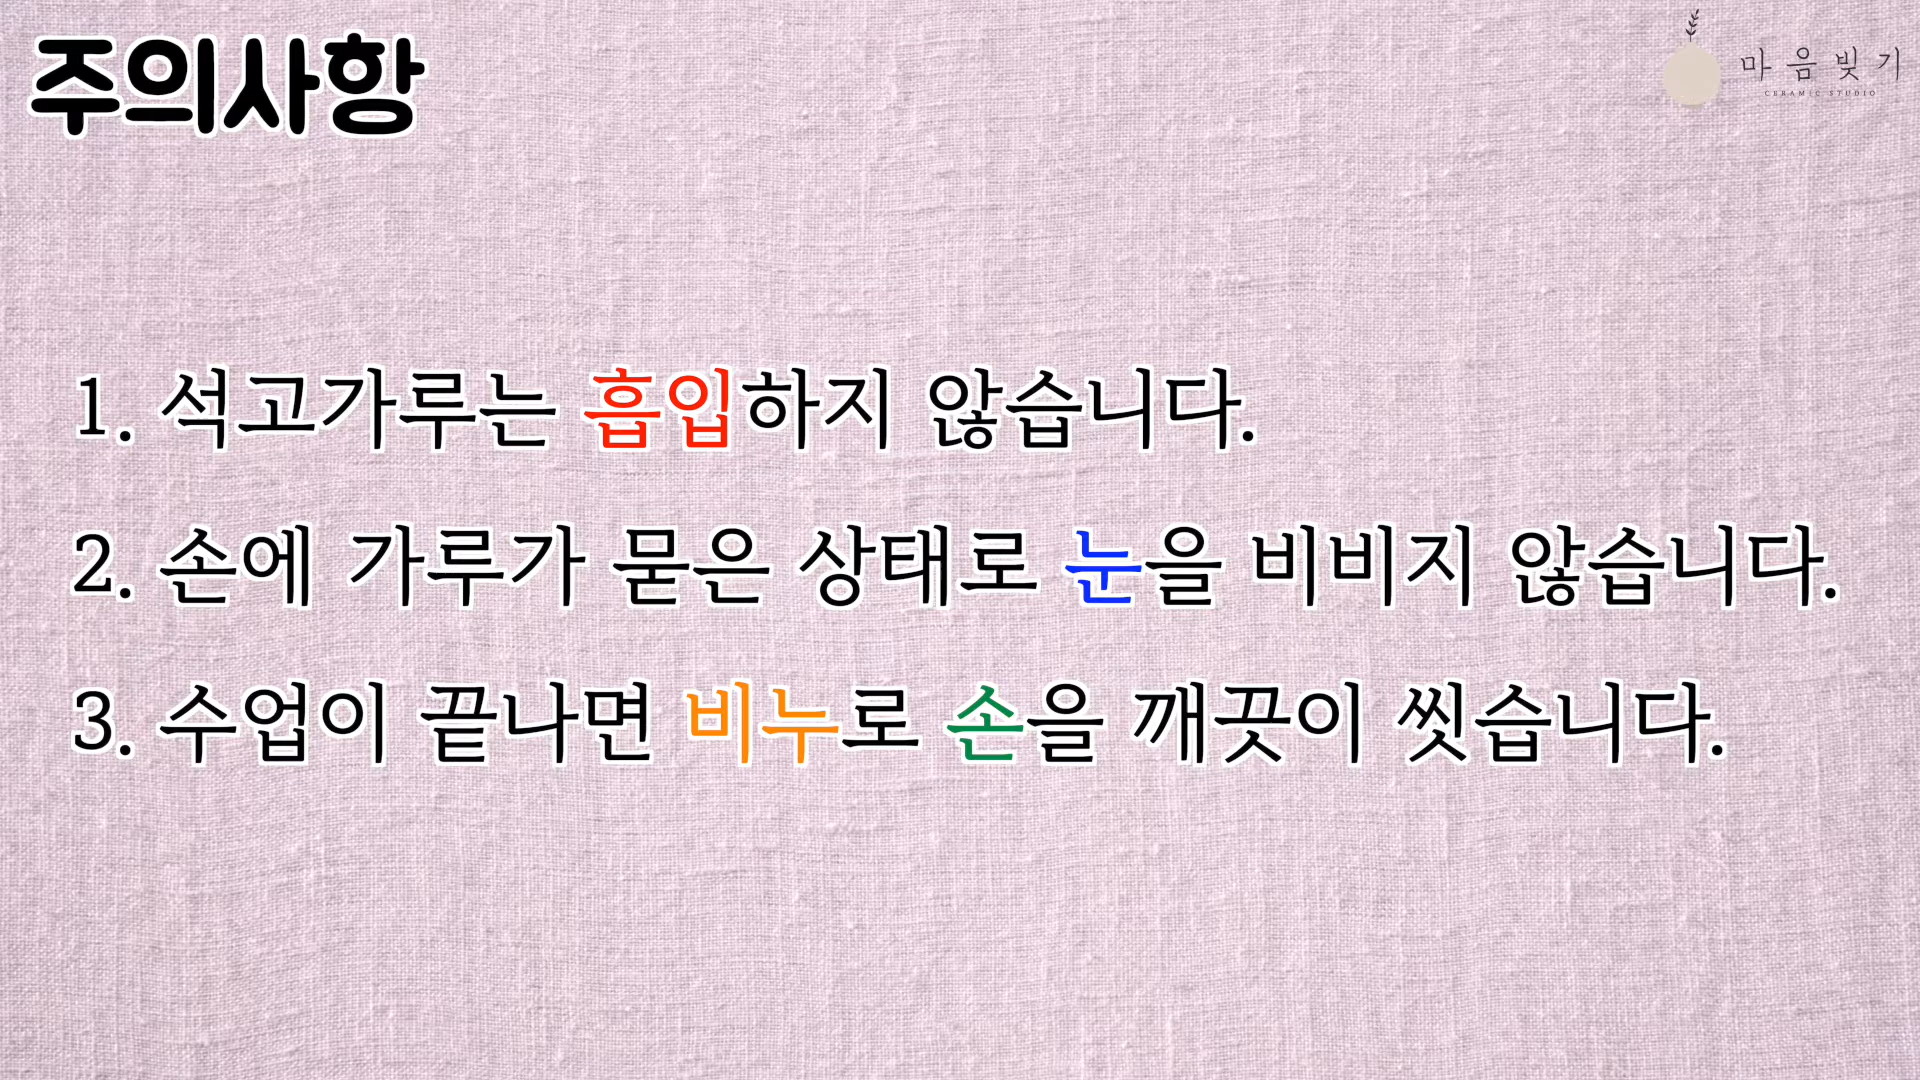 주의사항
마음빚기
CERAMIC STUDIO
1. 석고가루는 흡입하지 않습니다.
2. 손에 가루가 묻은 상태로 눈을 비비지 않습니다.
3. 수업이 끝나면 비누로 손을 깨끗이 씻습니다.